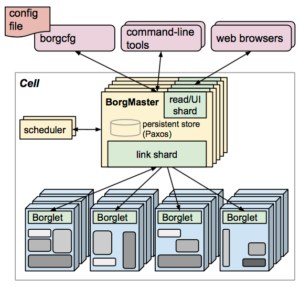 config
file
borgcfg
command-line
tools
web browsers
Cell
BorgMaster
read/UI
shard
persistent store
(Paxos)
scheduler
link shard
Borglet
Borglet
Borglet
Borglet